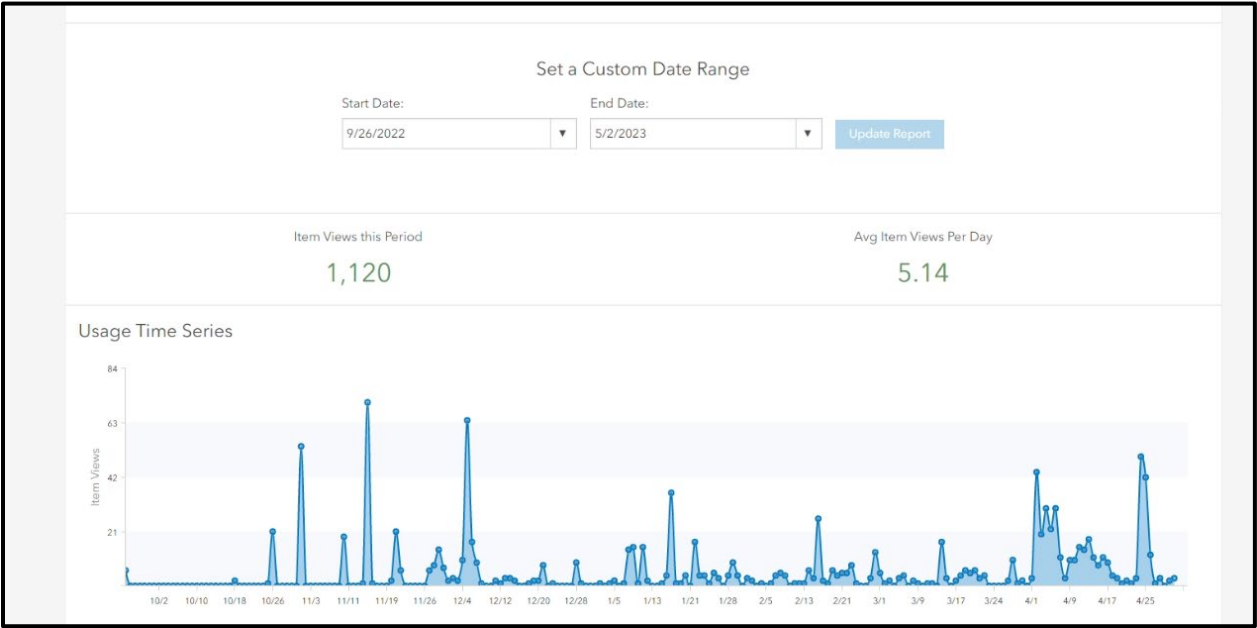 Set a Custom Date Range
Start Date: End Date:
9/26/2022 ▼ 5/2/2023 ▼ Update Report
Item Views this Period Avg Item Views Per Day
1,120 5.14
Usage Time Series
84
63
42
21
Item Views
10/2 10/10 10/18 10/26 11/3 11/11 11/19 11/26 12/4 12/12 12/20 12/28 1/5 1/13 1/21 1/28 2/5 2/13 2/21 3/1 3/9 3/17 3/24 4/1 4/9 4/17 4/25